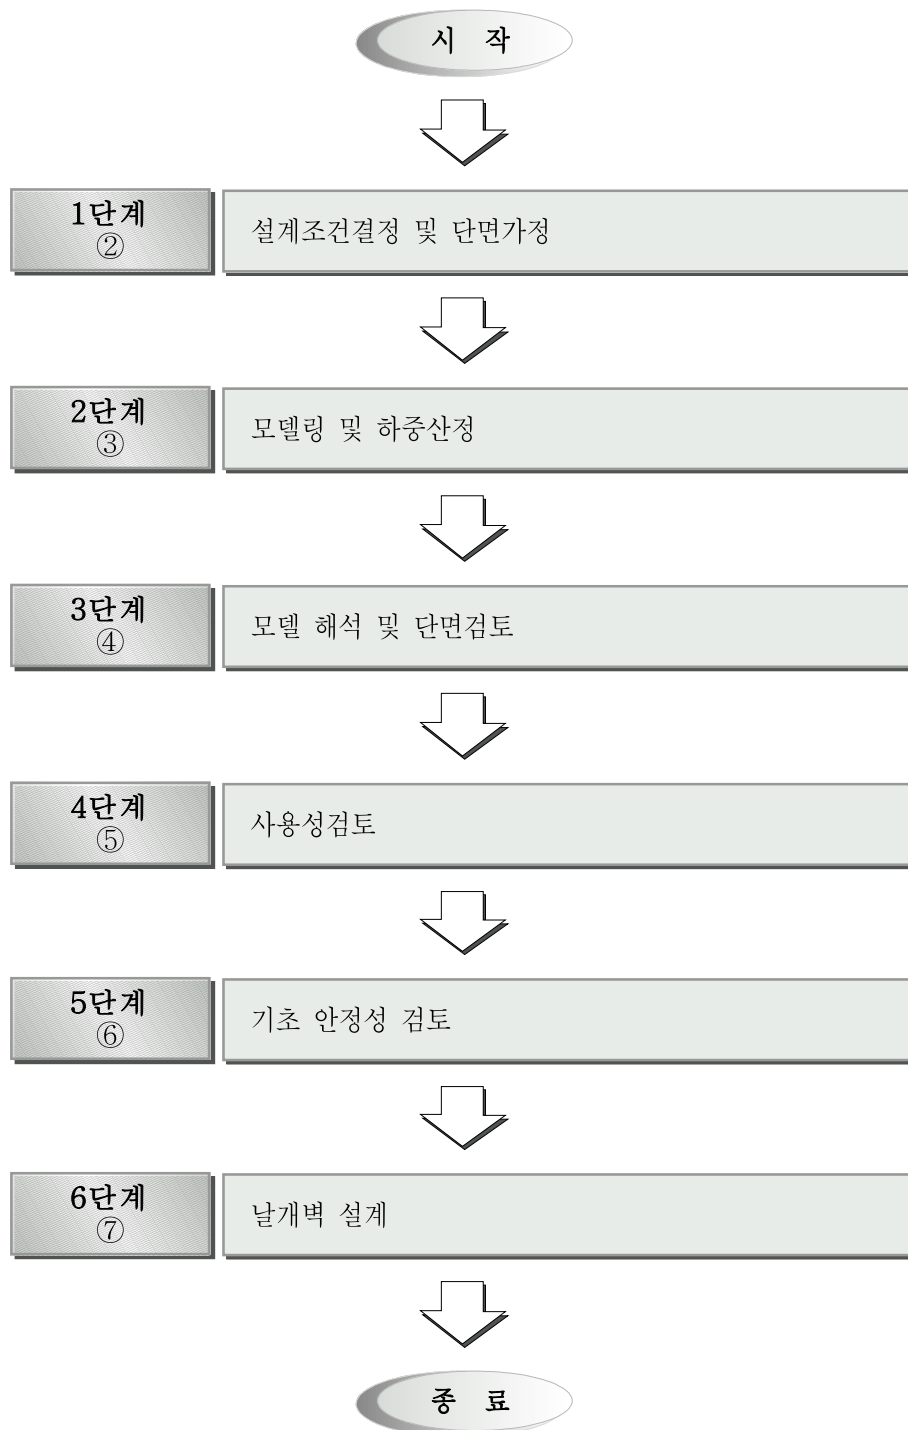 시 작
1단계
②
설계조건결정 및 단면가정
2단계
③
모델링 및 하중산정
3단계
④
모델 해석 및 단면검토
4단계
⑤
사용성검토
5단계
⑥
기초 안정성 검토
6단계
⑦
날개벽 설계
종 료